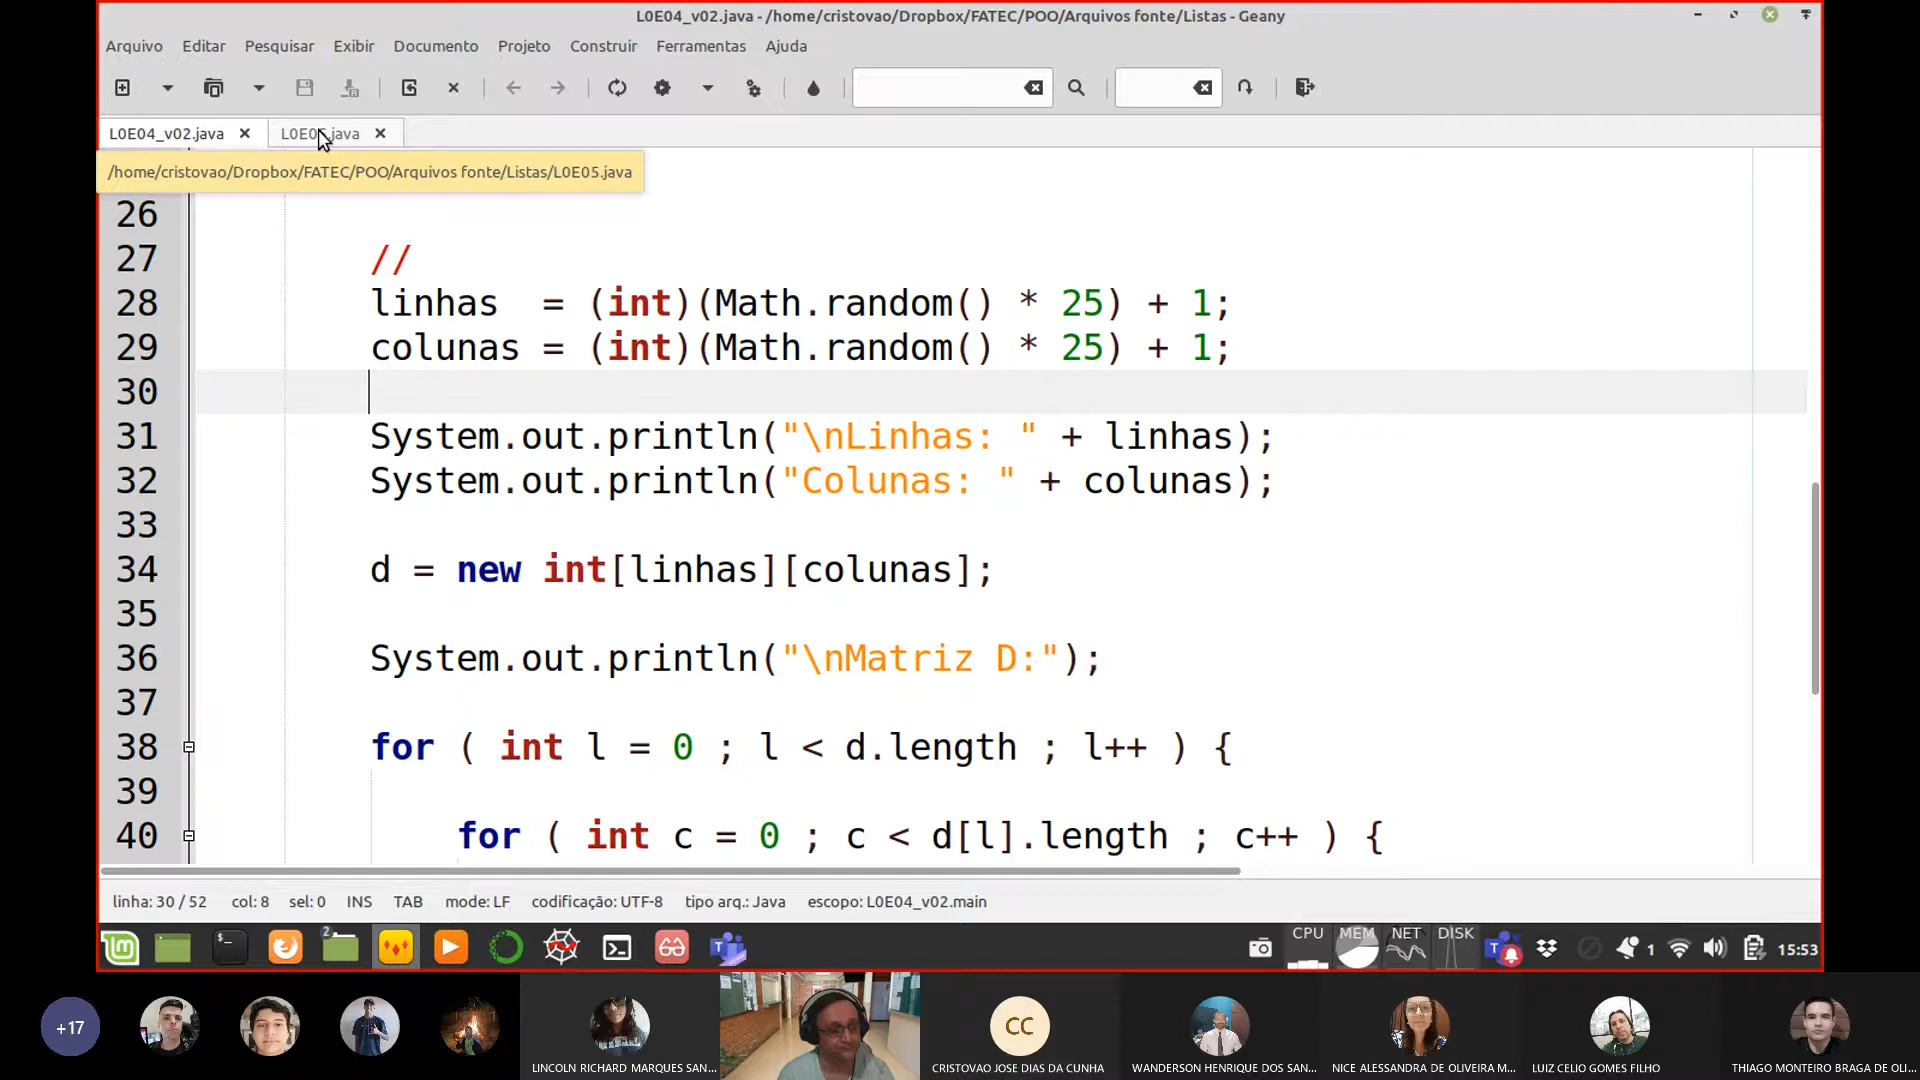 L0E04_v02.java - /home/cristovao/Dropbox/FATEC/POO/Arquivos fonte/Listas - Geany
Arquivo Editar Pesquisar Exibir Documento Projeto Construir Ferramentas Ajuda
L0E04_v02.java L0E05.java
/home/cristovao/Dropbox/FATEC/POO/Arquivos fonte/Listas/L0E05.java
26
27 //
28 linhas = (int)(Math.random() * 25) + 1;
29 colunas = (int)(Math.random() * 25) + 1;
30
31 System.out.println("\nLinhas: " + linhas);
32 System.out.println("Colunas: " + colunas);
33
34 d = new int[linhas][colunas];
35
36 System.out.println("\nMatriz D:");
37
38 for ( int l = 0 ; l < d.length ; l++ ) {
39
40 for ( int c = 0 ; c < d[l].length ; c++ ) {
linha: 30 / 52 col: 8 sel: 0 INS TAB mode: LF codificação: UTF-8 tipo arq.: Java escopo: L0E04_v02.main
2 CPU MEM NET DISK 1 15:53
+17 CC
LINCOLN RICHARD MARQUES SAN... CRISTOVAO JOSE DIAS DA CUNHA WANDERSON HENRIQUE DOS SAN... NICE ALESSANDRA DE OLIVEIRA M... LUIZ CELIO GOMES FILHO THIAGO MONTEIRO BRAGA DE OLI...